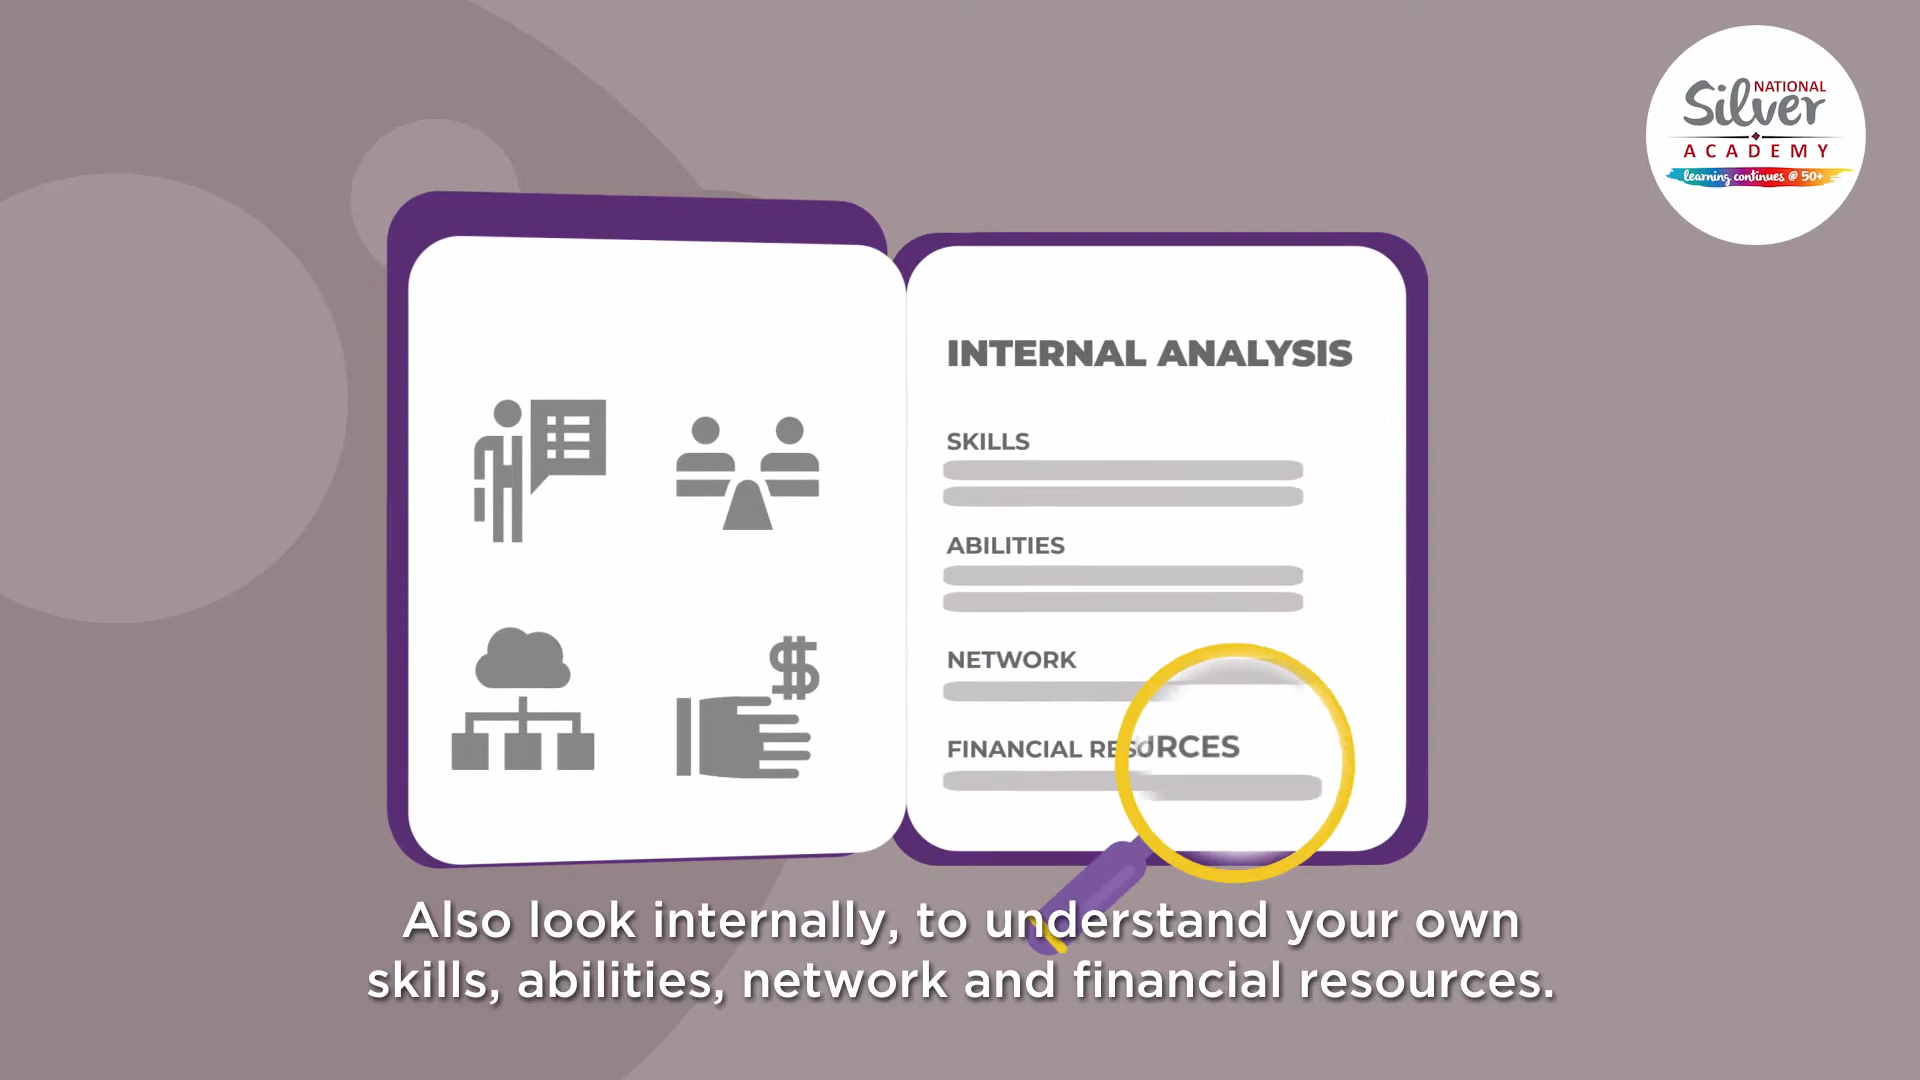 NATIONAL
Silver
ACADEMY
learning continues @ 50+
INTERNAL ANALYSIS
SKILLS
ABILITIES
NETWORK
FINANCIAL RESOURCES
Also look internally, to understand your own
skills, abilities, network and financial resources.